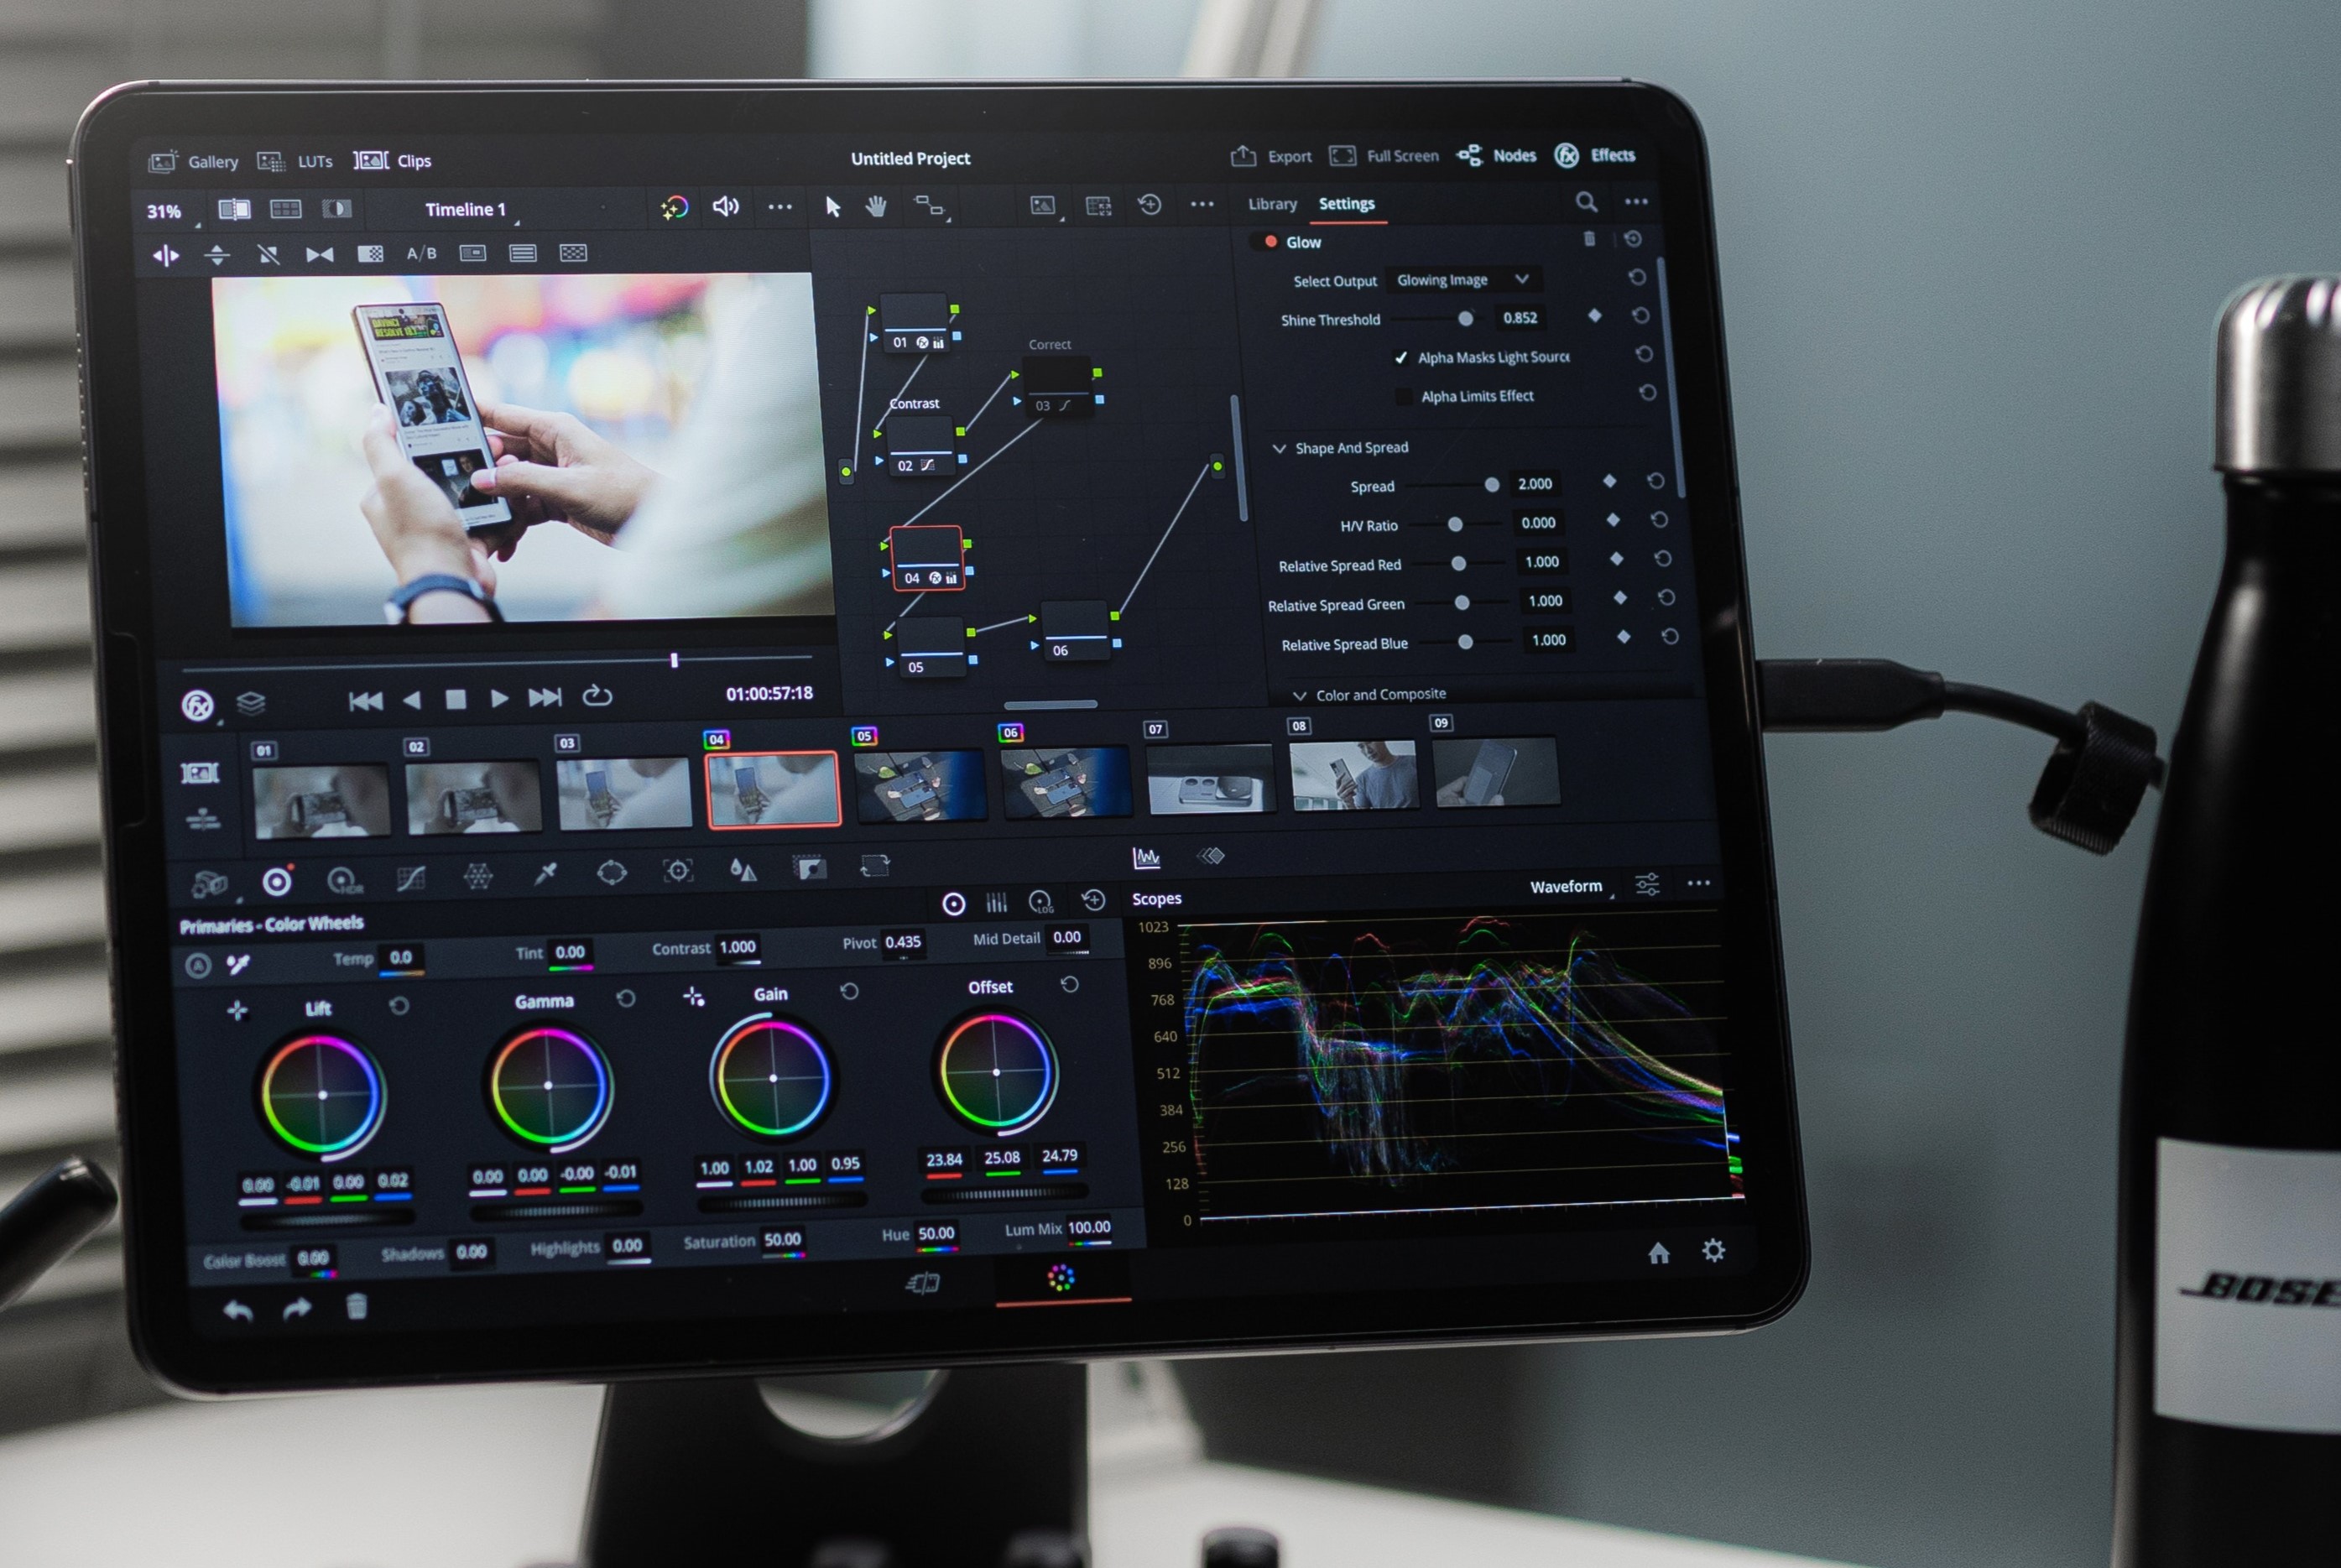 Gallery LUTs Clips Untitled Project Export Full Screen Nodes Effects
31% Timeline 1 Library Settings
A/B
Glow
Select Output Glowing Image
Shine Threshold 0.852
Alpha Masks Light Source
Alpha Limits Effect
Shape And Spread
Spread 2.000
H/V Ratio 0.000
Relative Spread Red 1.000
Relative Spread Green 1.000
Relative Spread Blue 1.000
Color and Composite
DAVINCI
RESOLVE
01 fx
Correct
03
Contrast
02
04 fx
05
06
fx 01:00:57:18
01 02 03 04 05 06 07 08 09
HDR
LOG
Scopes Waveform
Primaries - Color Wheels
Temp 0.0 Tint 0.00 Contrast 1.000 Pivot 0.435 Mid Detail 0.00
Lift Gamma Gain Offset
0.00 -0.01 0.00 0.02 0.00 0.00 -0.00 -0.01 1.00 1.02 1.00 0.95 23.84 25.08 24.79
Color Boost 0.00 Shadows 0.00 Highlights 0.00 Saturation 50.00 Hue 50.00 Lum Mix 100.00
1023
896
768
640
512
384
256
128
0
BOSE